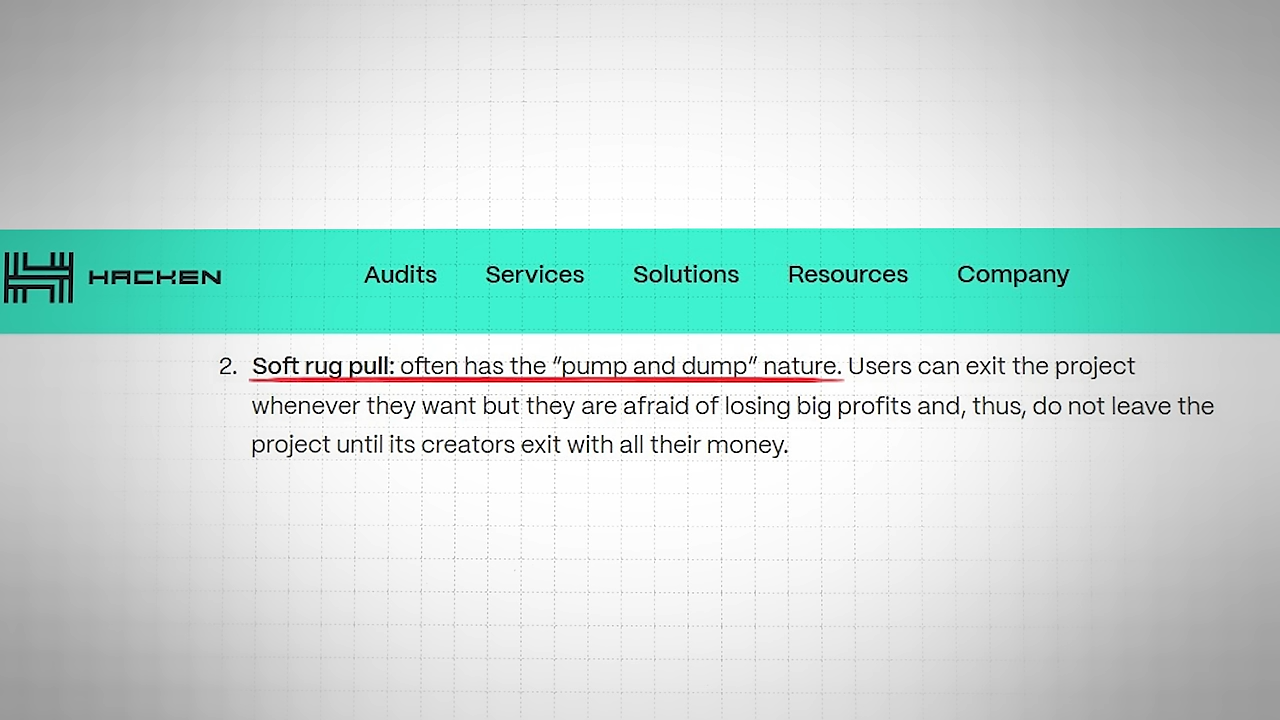 HACKEN Audits Services Solutions Resources Company
2. Soft rug pull: often has the “pump and dump” nature. Users can exit the project
whenever they want but they are afraid of losing big profits and, thus, do not leave the
project until its creators exit with all their money.